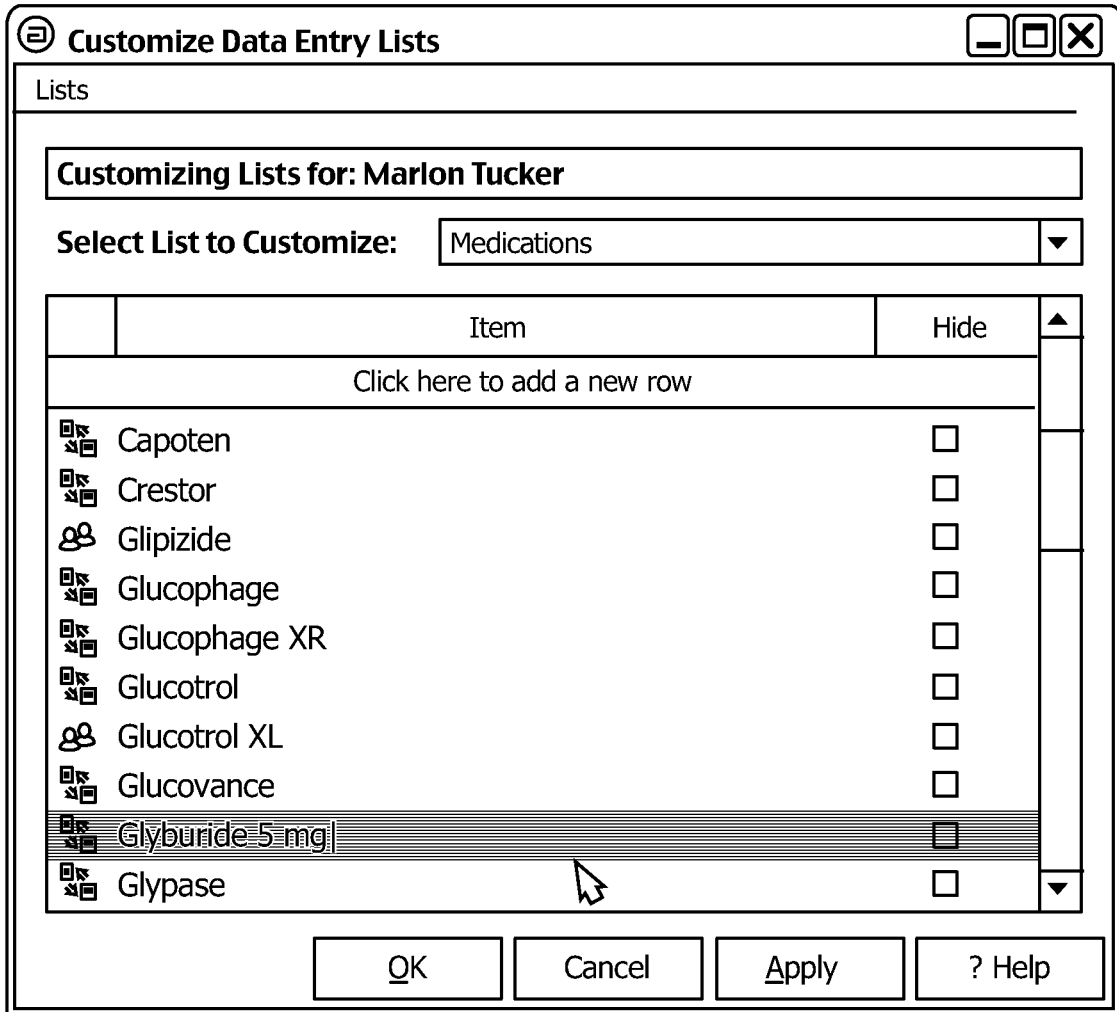 Customize Data Entry Lists
Lists
Customizing Lists for: Marlon Tucker
Select List to Customize: Medications
Item Hide
Click here to add a new row
Capoten
Crestor
Glipizide
Glucophage
Glucophage XR
Glucotrol
Glucotrol XL
Glucovance
Glyburide 5 mg
Glypase
OK Cancel Apply ? Help